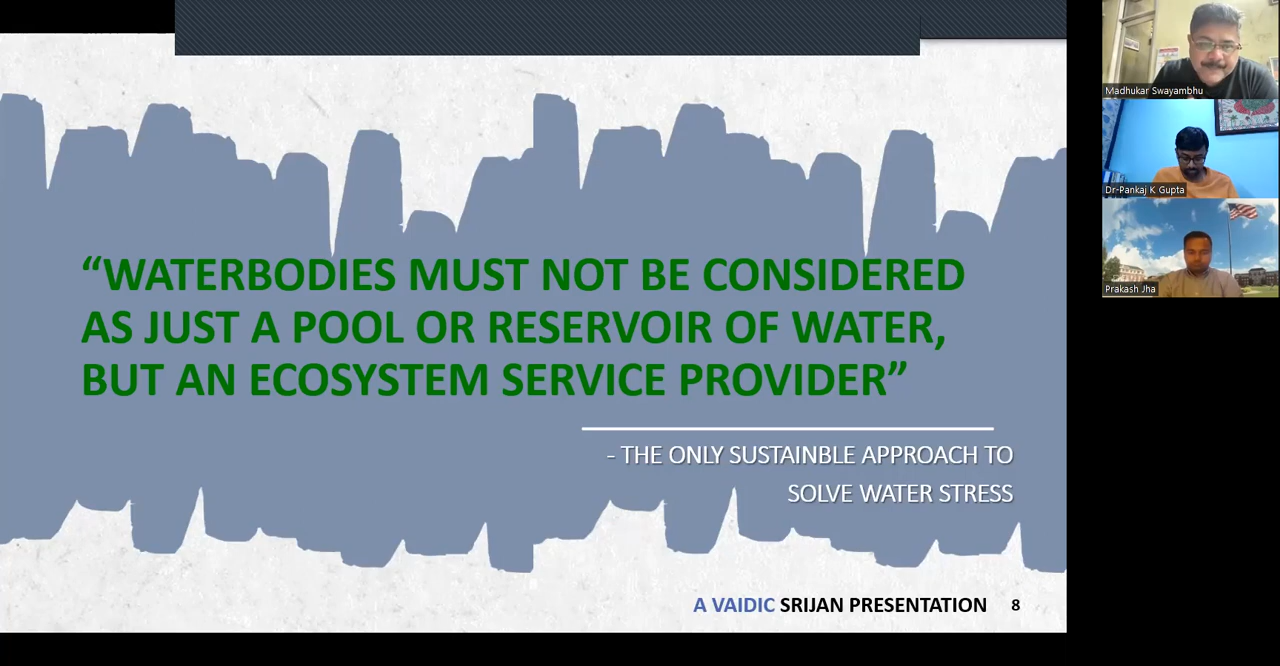 “WATERBODIES MUST NOT BE CONSIDERED
AS JUST A POOL OR RESERVOIR OF WATER,
BUT AN ECOSYSTEM SERVICE PROVIDER”
- THE ONLY SUSTAINBLE APPROACH TO
SOLVE WATER STRESS
A VAIDIC SRIJAN PRESENTATION 8
Madhukar Swayambhu
Dr-Pankaj K Gupta
Prakash Jha